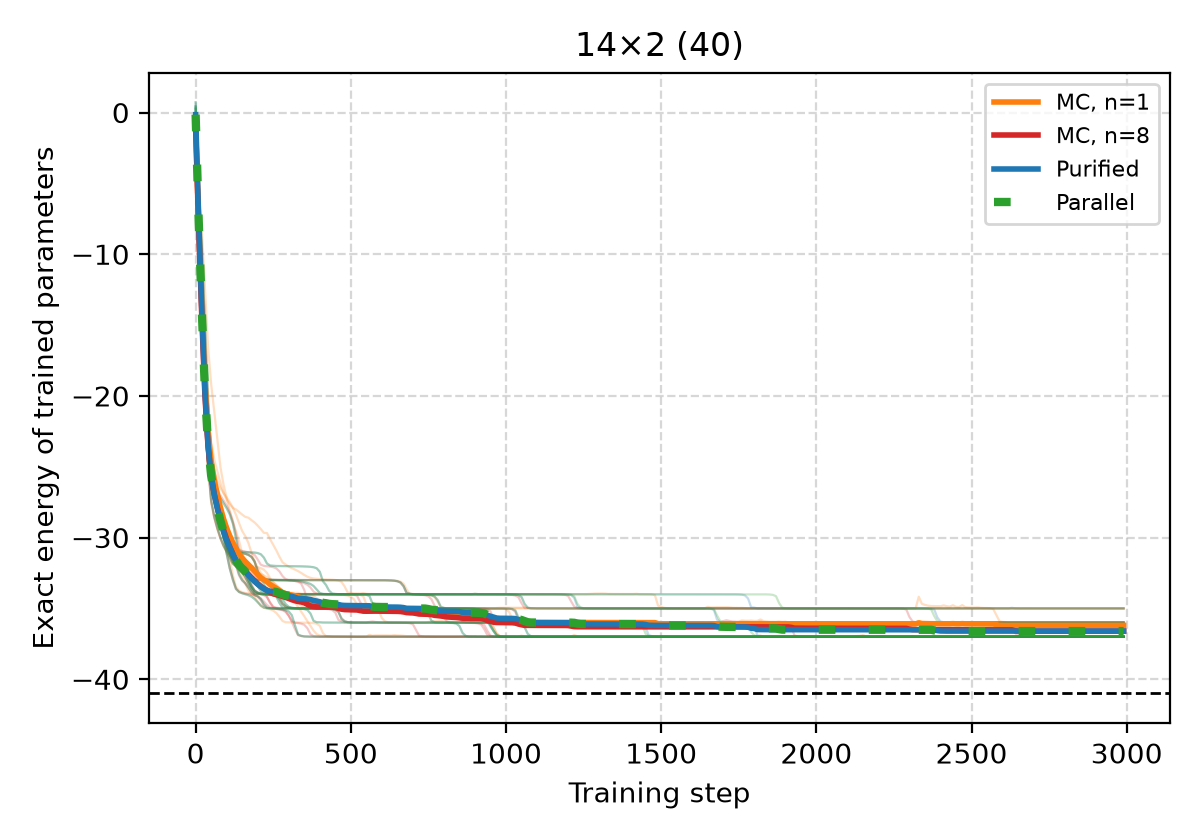 14×2 (40)
Exact energy of trained parameters
0
−10
−20
−30
−40
MC, n=1
MC, n=8
Purified
Parallel
0 500 1000 1500 2000 2500 3000
Training step